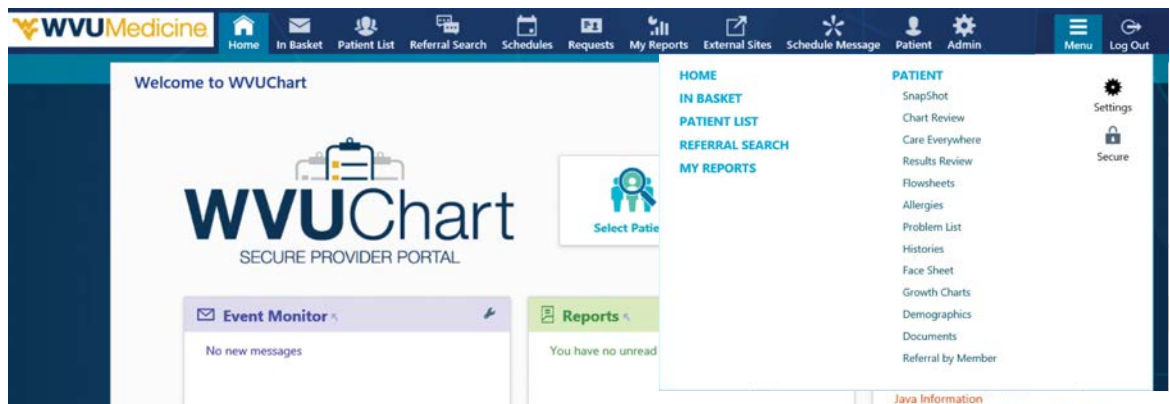 WVUMedicine
Home
In Basket
Patient List
Referral Search
Schedules
Requests
My Reports
External Sites
Schedule Message
Patient
Admin
Menu
Log Out
Welcome to WVUChart
WVUChart
SECURE PROVIDER PORTAL
Select Patie
Event Monitor
No new messages
Reports
You have no unread
HOME
IN BASKET
PATIENT LIST
REFERRAL SEARCH
MY REPORTS
PATIENT
SnapShot
Chart Review
Care Everywhere
Results Review
Flowsheets
Allergies
Problem List
Histories
Face Sheet
Growth Charts
Demographics
Documents
Referral by Member
Settings
Secure
Java Information